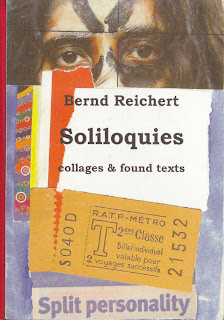 Bernd Reichert
Soliloquies
collages & found texts
R.A.T.P.-METRO
T 2ème Classe
Billet individuel
valable pour
2 voyages successifs
S040D
21532
Split personality